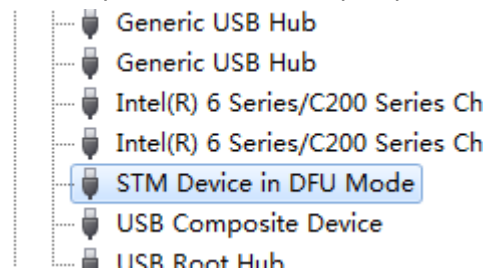 Generic USB Hub
Generic USB Hub
Intel(R) 6 Series/C200 Series Ch
Intel(R) 6 Series/C200 Series Ch
STM Device in DFU Mode
USB Composite Device
USB Root Hub